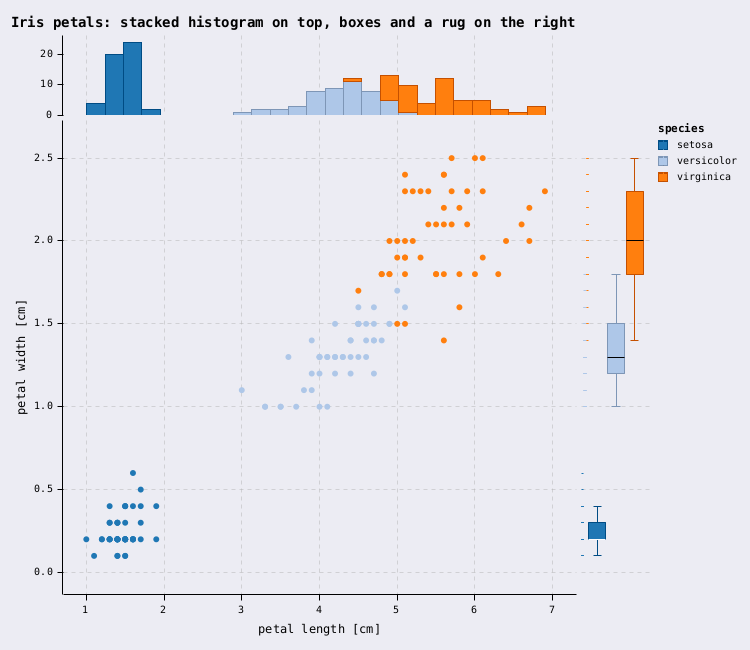 Iris petals: stacked histogram on top, boxes and a rug on the right
20
10
0
species
setosa
versicolor
virginica
2.5
2.0
1.5
1.0
0.5
0.0
petal width [cm]
1 2 3 4 5 6 7
petal length [cm]